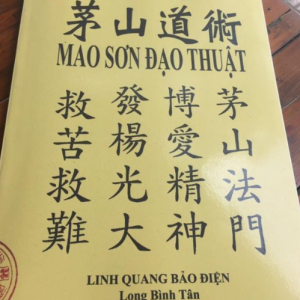 茅山道術
MAO SƠN ĐẠO THUẬT
茅山法門
博愛精神
發楊光大
救苦救難
LINH QUANG BẢO ĐIỆN
Long Bình Tân